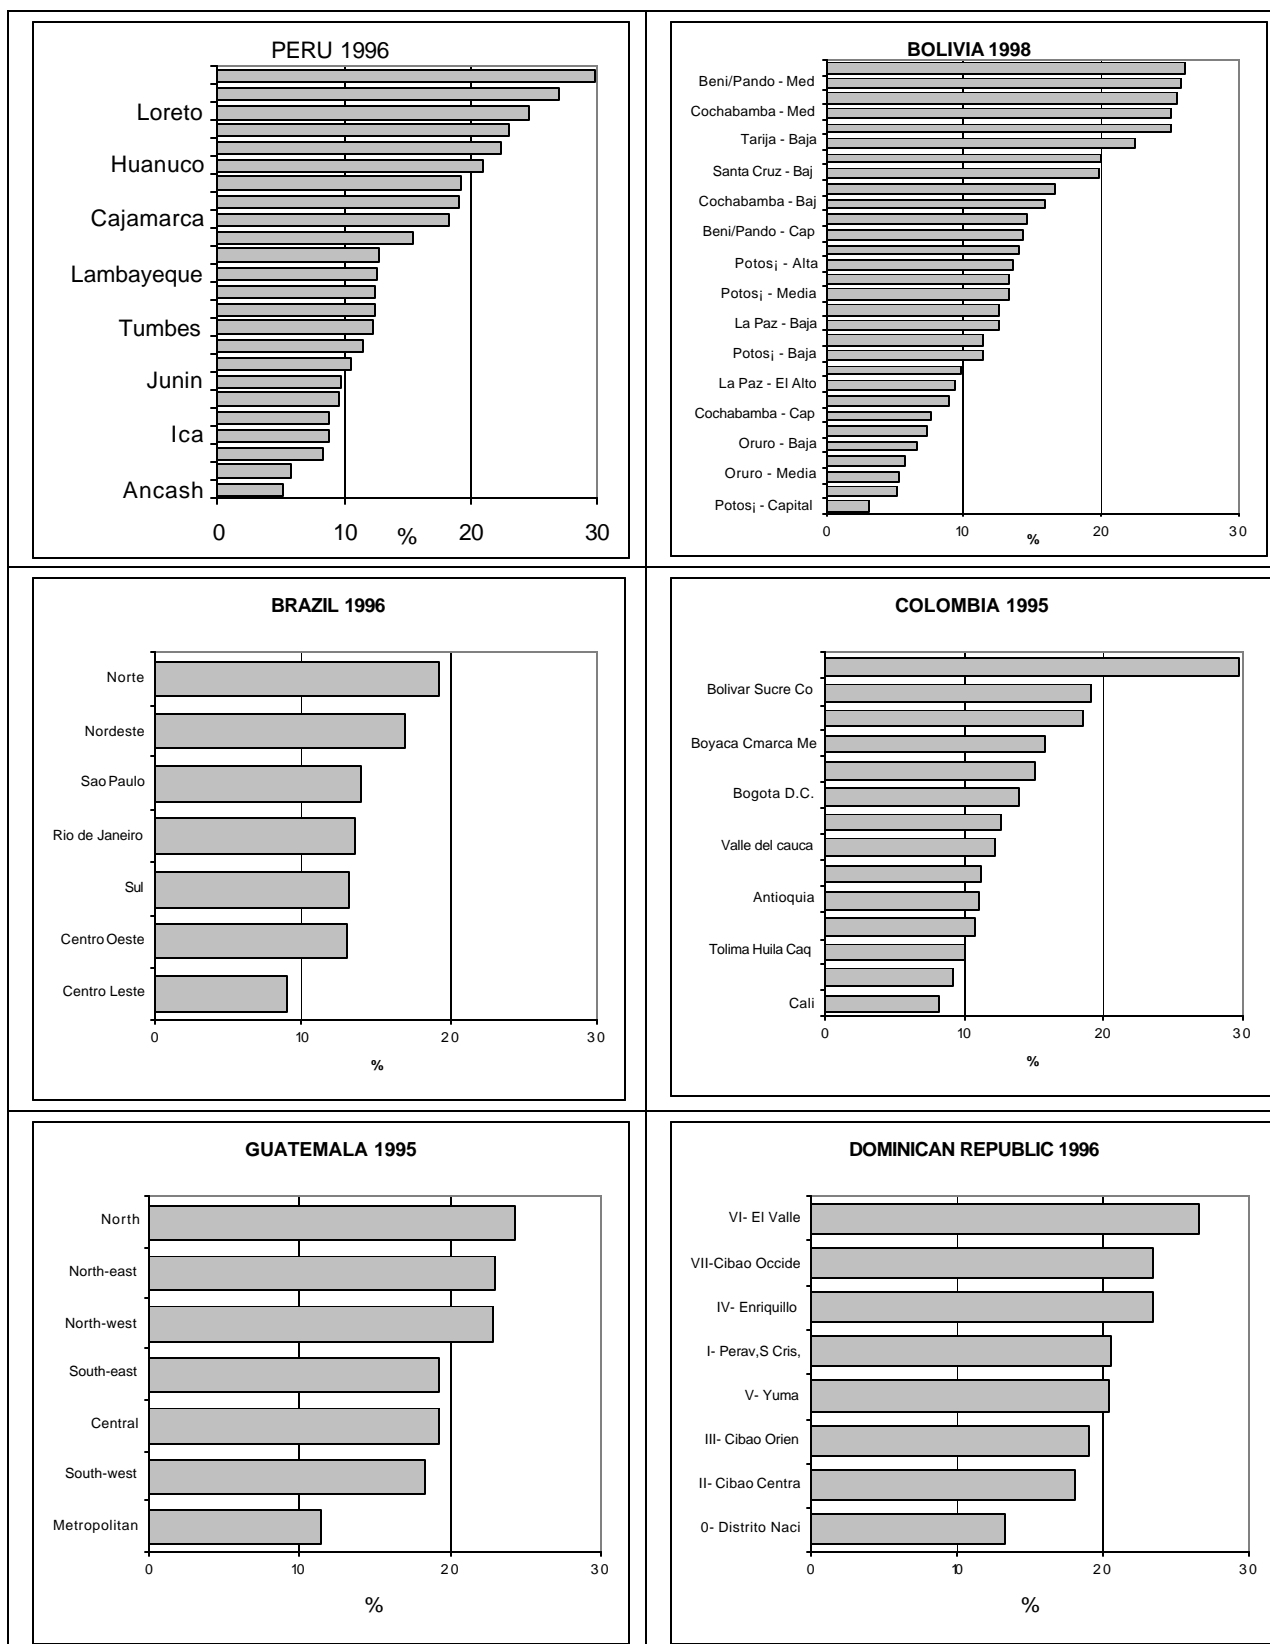 PERU 1996
Loreto
Huanuco
Cajamarca
Lambayeque
Tumbes
Junin
Ica
Ancash
0 10 20 30
%
BOLIVIA 1998
Beni/Pando - Med
Cochabamba - Med
Tarija - Baja
Santa Cruz - Baj
Cochabamba - Baj
Beni/Pando - Cap
Potos¡ - Alta
Potos¡ - Media
La Paz - Baja
Potos¡ - Baja
La Paz - El Alto
Cochabamba - Cap
Oruro - Baja
Oruro - Media
Potos¡ - Capital
0 10 20 30
%
BRAZIL 1996
Norte
Nordeste
Sao Paulo
Rio de Janeiro
Sul
Centro Oeste
Centro Leste
0 10 20 30
%
COLOMBIA 1995
Bolivar Sucre Co
Boyaca Cmarca Me
Bogota D.C.
Valle del cauca
Antioquia
Tolima Huila Caq
Cali
0 10 20 30
%
GUATEMALA 1995
North
North-east
North-west
South-east
Central
South-west
Metropolitan
0 10 20 30
%
DOMINICAN REPUBLIC 1996
VI- El Valle
VII-Cibao Occide
IV- Enriquillo
I- Perav,S Cris,
V- Yuma
III- Cibao Orien
II- Cibao Centra
0- Distrito Naci
0 10 20 30
%